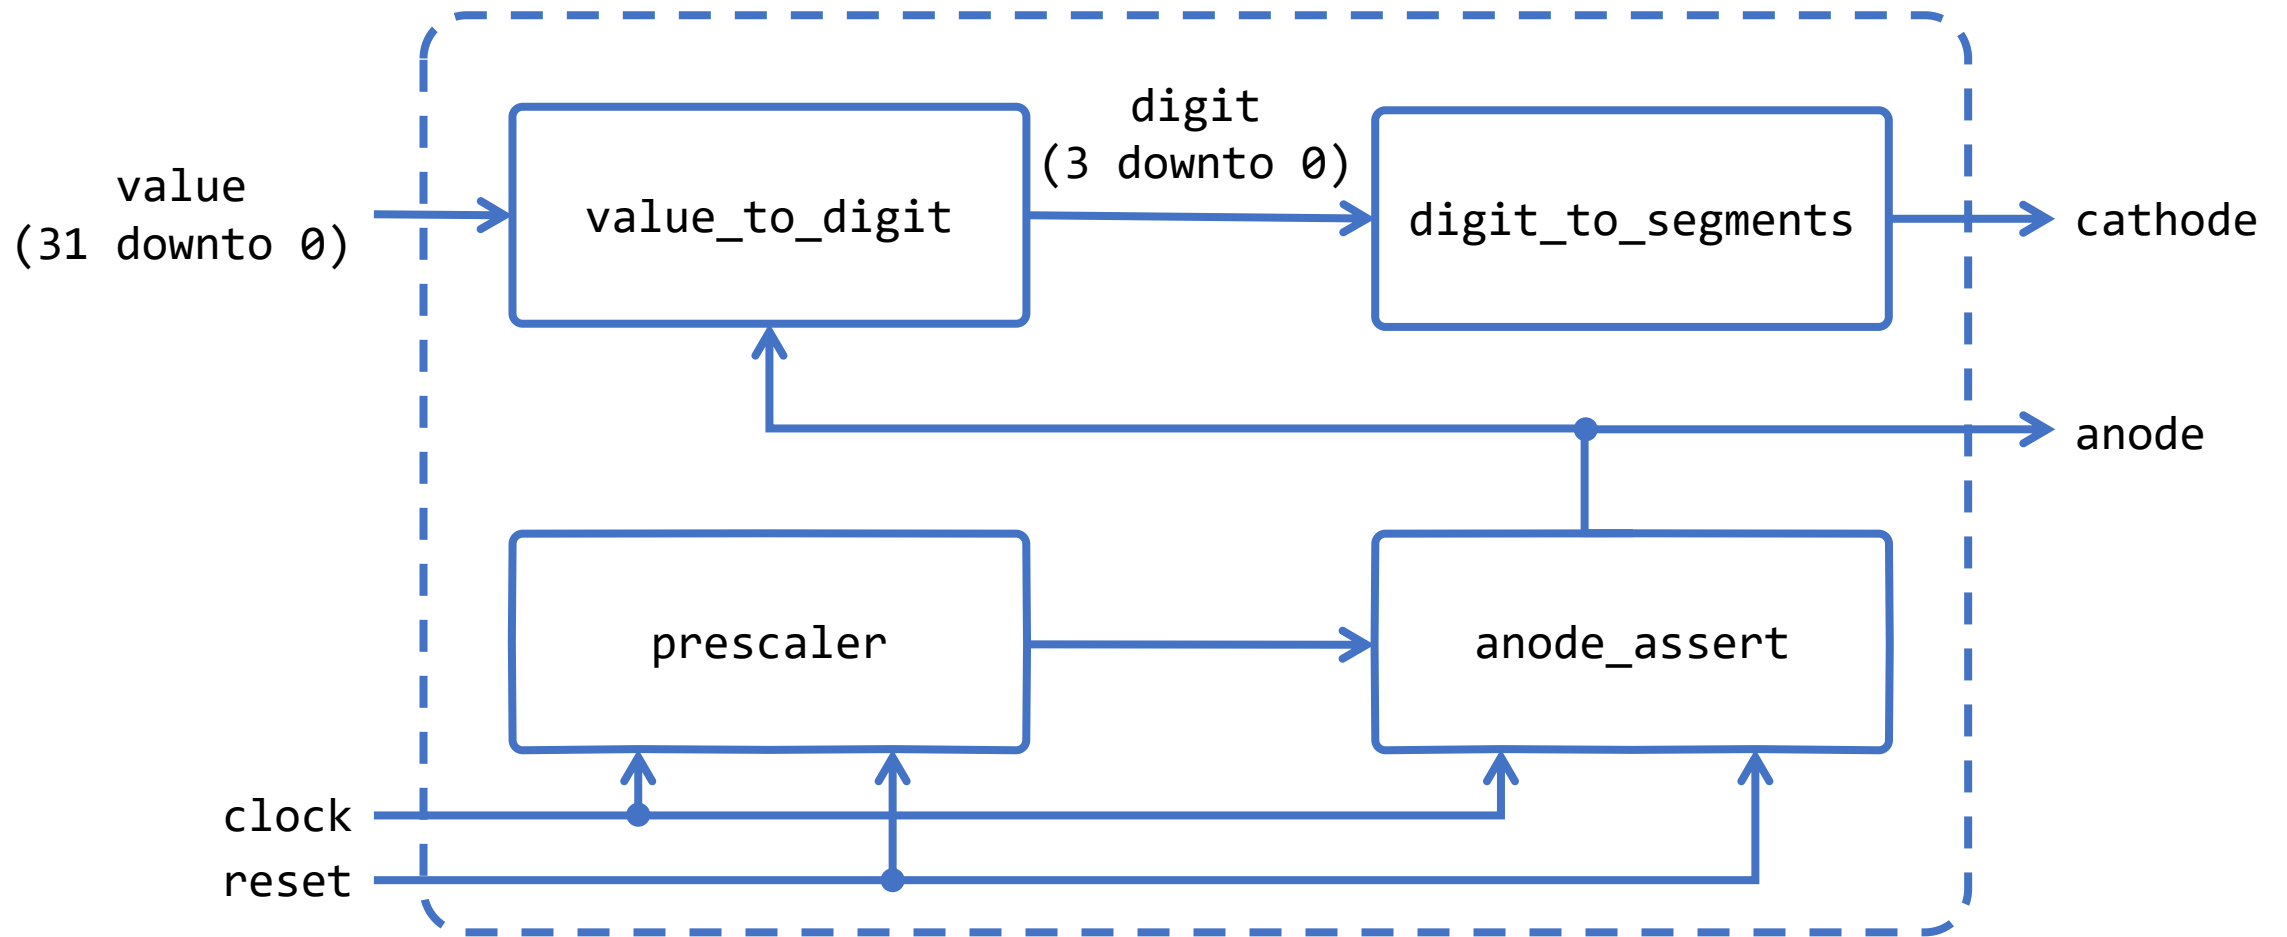 value
(31 downto 0)
value_to_digit
digit
(3 downto 0)
digit_to_segments
cathode
anode
prescaler
anode_assert
clock
reset